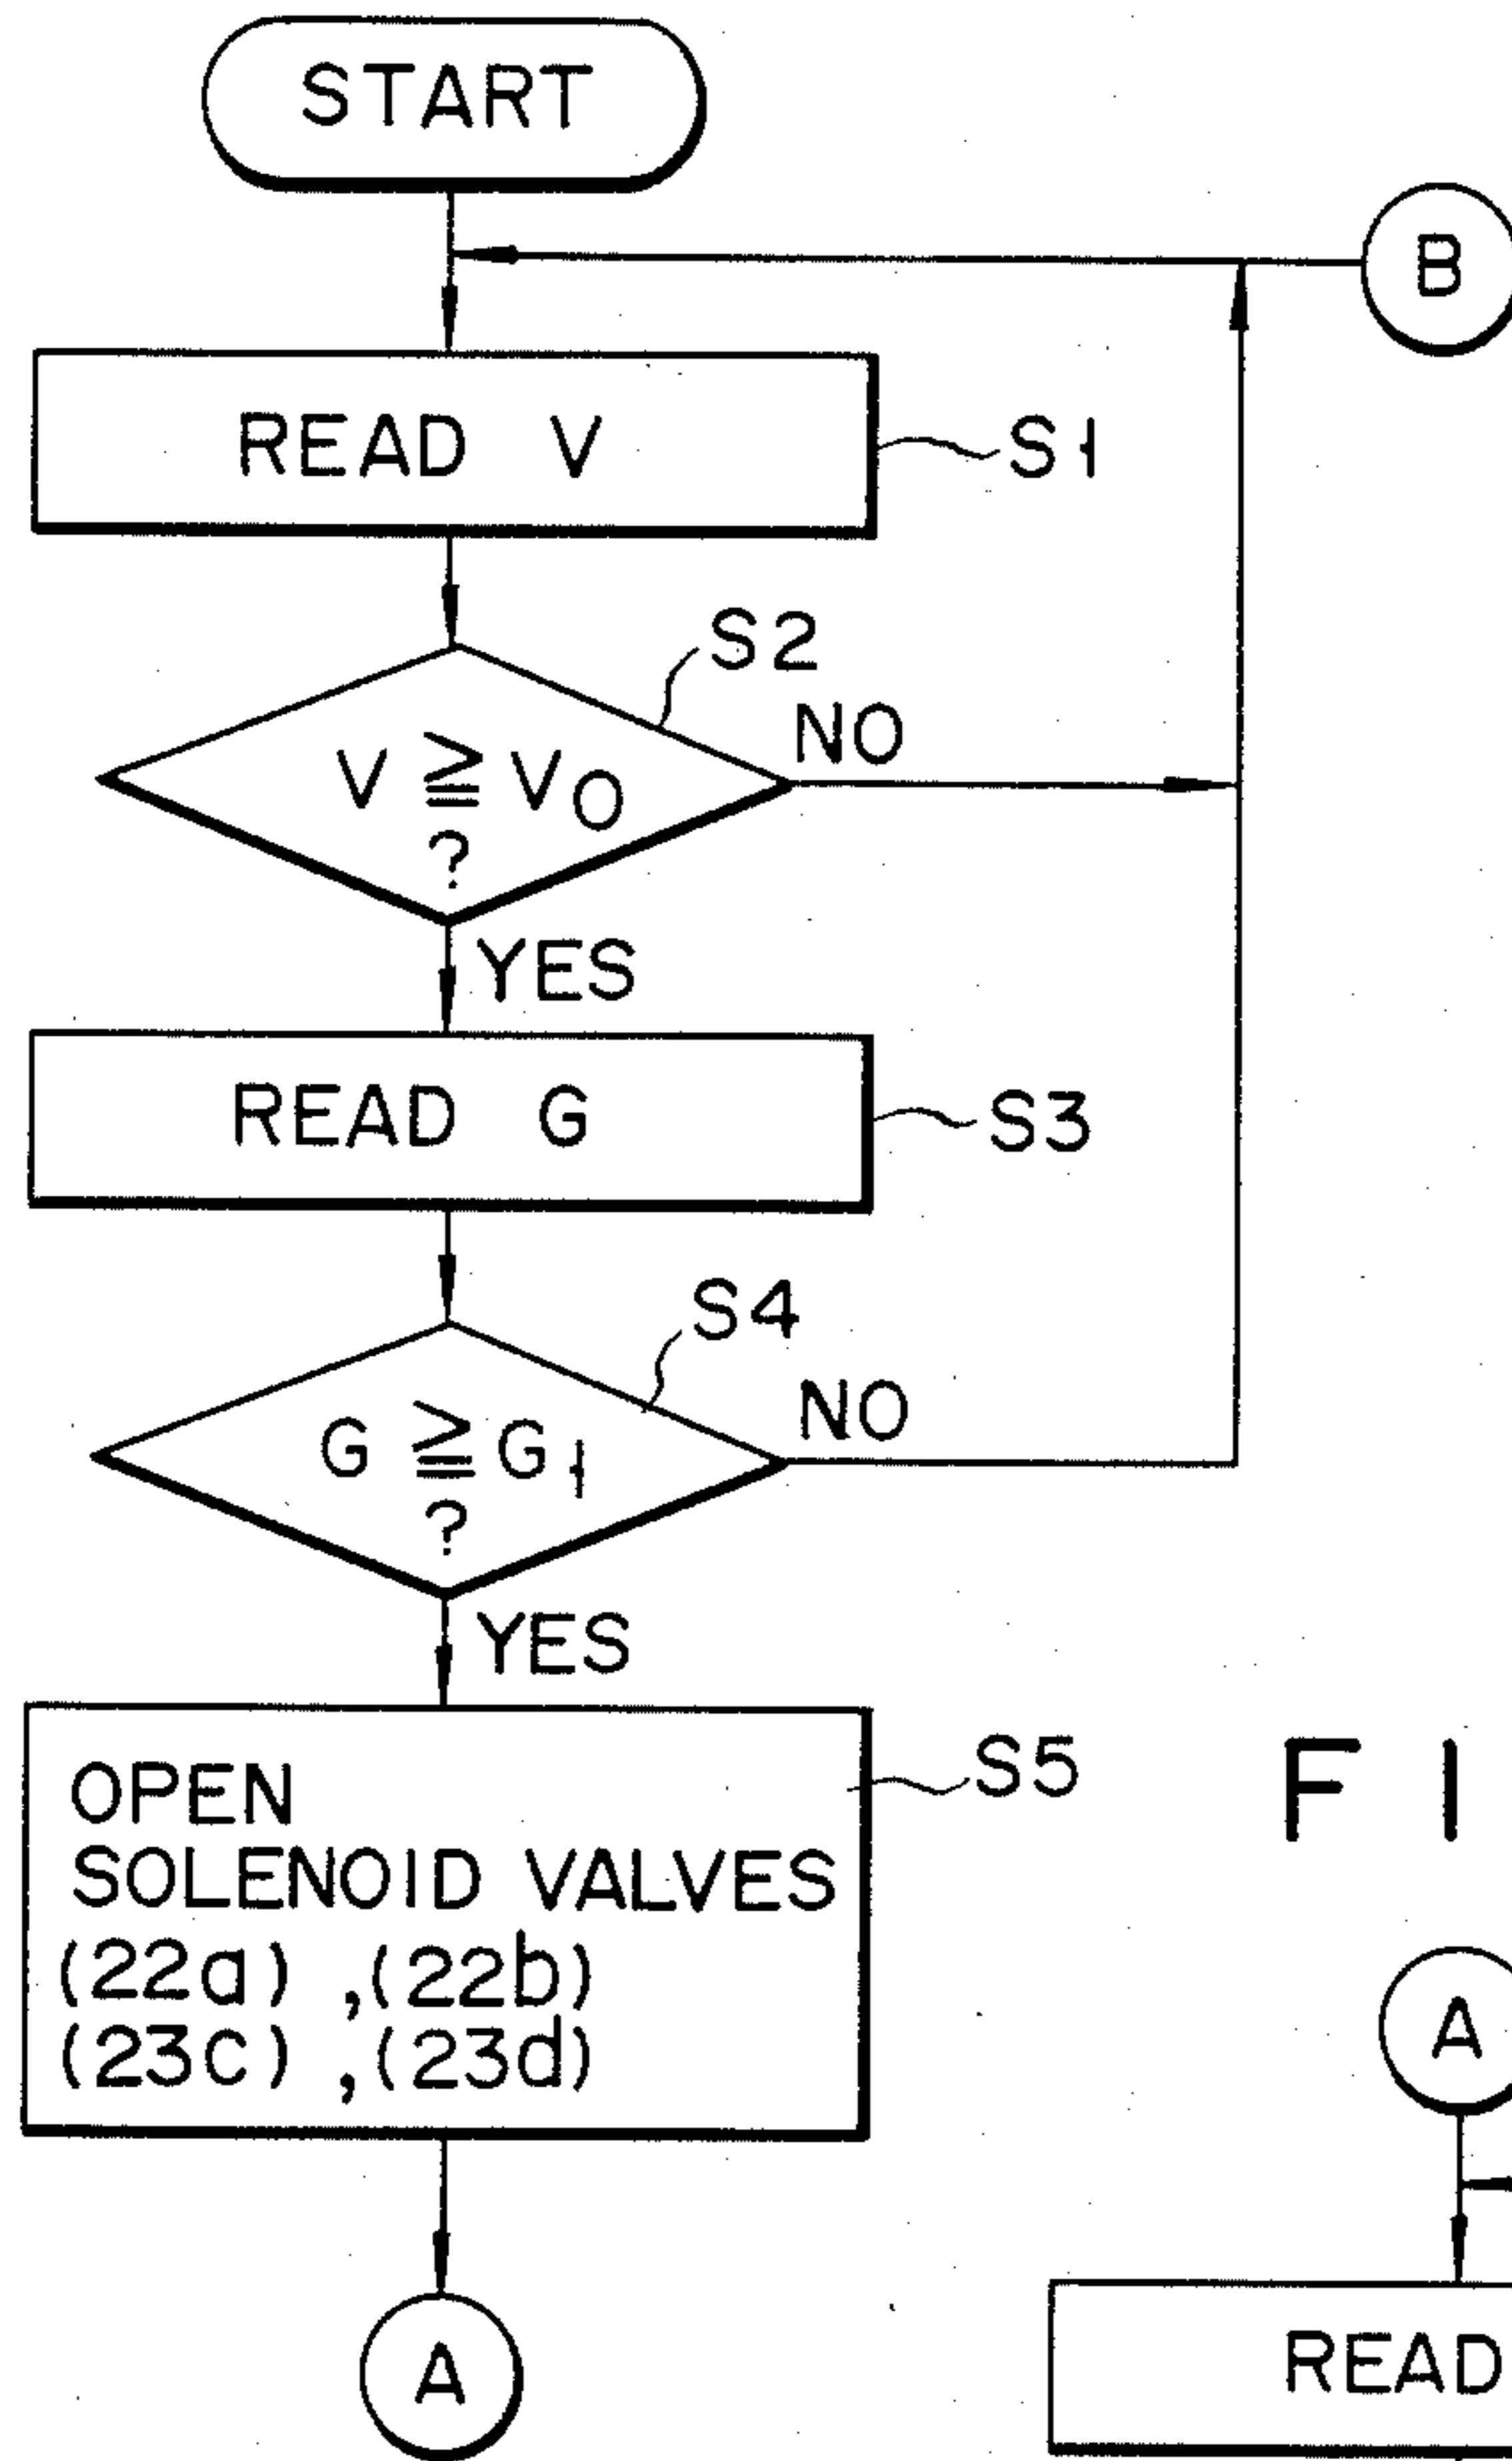 START
B
READ V
S1
S2
NO
V ≧ V0
?
YES
READ G
S3
S4
NO
G ≧ G1
?
YES
S5
OPEN
SOLENOID VALVES
(22a) ,(22b)
(23c) ,(23d)
F I
A
A
READ